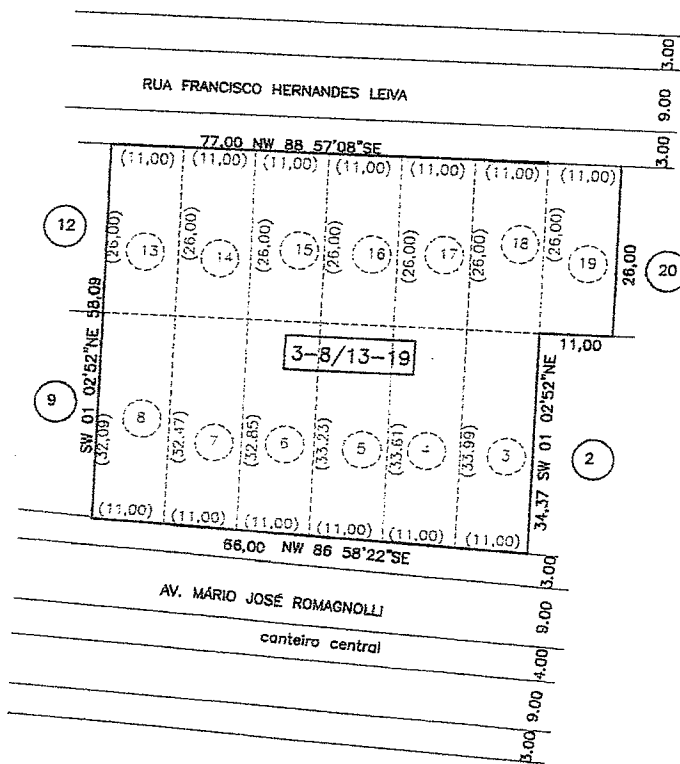 3.00
RUA FRANCISCO HERNANDES LEIVA
9.00
3.00
77.00 NW 88 57'08"SE
(11,00) (11,00) (11,00) (11,00) (11,00) (11,00) (11,00)
12
(26,00) 13 (26,00) 14 (26,00) 15 (26,00) 16 (26,00) 17 (26,00) 18 (26,00) 19
26,00
20
SW 01 02'52"NE 58,09
11,00
3-8/13-19
9
(32,09) 8 (32,47) 7 (32,85) 6 (33,23) 5 (33,61) 4 (33,99) 3
34,37 SW 01 02'52"NE
2
(11,00) (11,00) (11,00) (11,00) (11,00) (11,00)
66,00 NW 86 58'22"SE
3.00
AV. MÁRIO JOSÉ ROMAGNOLLI
9.00
canteiro central
4.00
9.00
3.00